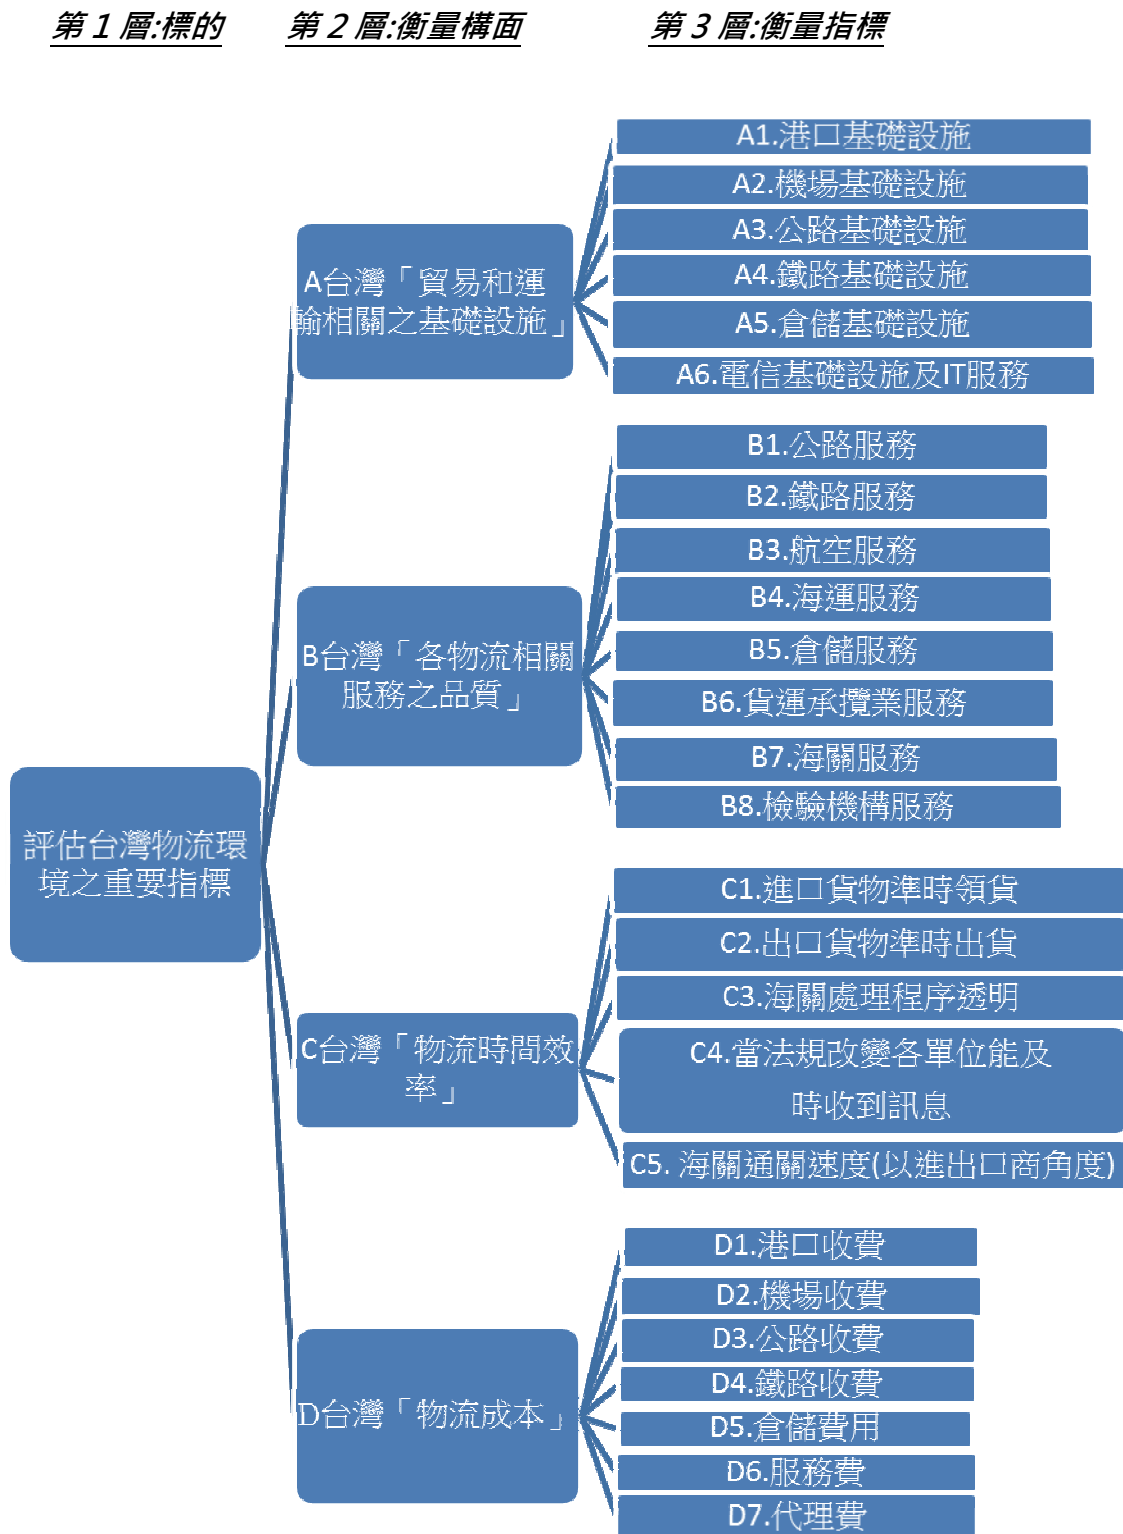 第 1 層:標的
第 2 層:衡量構面
第 3 層:衡量指標
評估台灣物流環
境之重要指標
A台灣「貿易和運
輸相關之基礎設施」
A1.港口基礎設施
A2.機場基礎設施
A3.公路基礎設施
A4.鐵路基礎設施
A5.倉儲基礎設施
A6.電信基礎設施及IT服務
B台灣「各物流相關
服務之品質」
B1.公路服務
B2.鐵路服務
B3.航空服務
B4.海運服務
B5.倉儲服務
B6.貨運承攬業服務
B7.海關服務
B8.檢驗機構服務
C台灣「物流時間效
率」
C1.進口貨物準時領貨
C2.出口貨物準時出貨
C3.海關處理程序透明
C4.當法規改變各單位能及
時收到訊息
C5. 海關通關速度(以進出口商角度)
D台灣「物流成本」
D1.港口收費
D2.機場收費
D3.公路收費
D4.鐵路收費
D5.倉儲費用
D6.服務費
D7.代理費